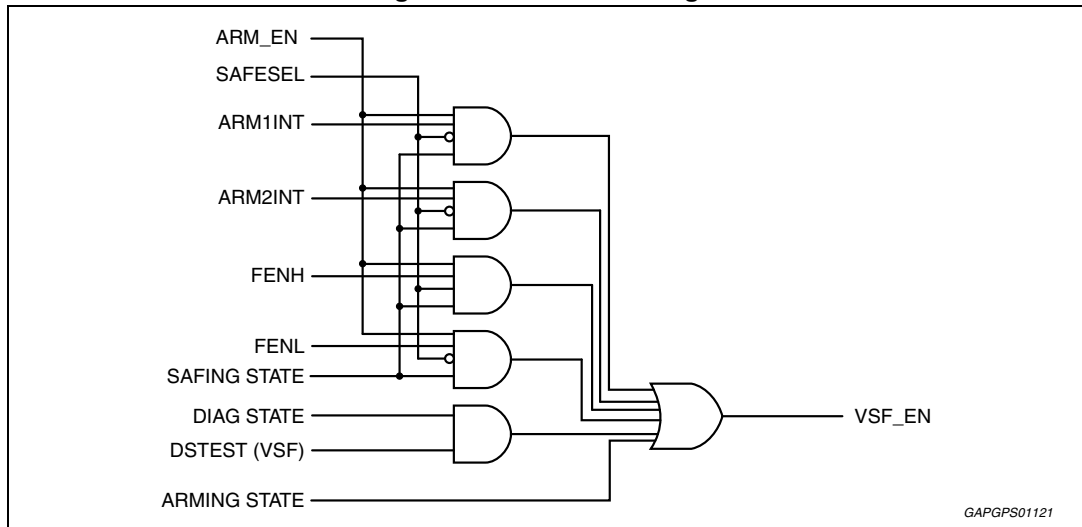 ARM_EN
SAFESEL
ARM1INT
ARM2INT
FENH
FENL
SAFING STATE
DIAG STATE
VSF_EN
DSTEST (VSF)
ARMING STATE
GAPGPS01121